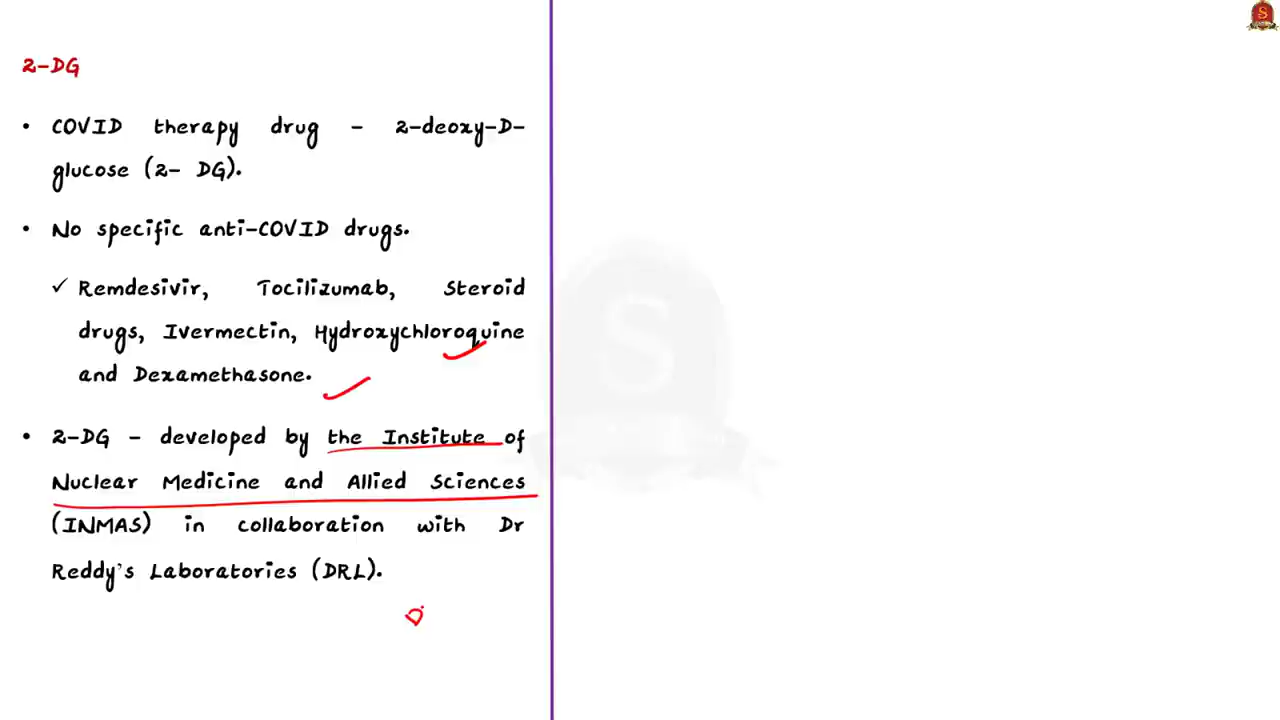 2-DG
• COVID therapy drug - 2-deoxy-D-
glucose (2- DG).
• No specific anti-COVID drugs.
✓ Remdesivir, Tocilizumab, Steroid
drugs, Ivermectin, Hydroxychloroquine
and Dexamethasone.
• 2-DG - developed by the Institute of
Nuclear Medicine and Allied Sciences
(INMAS) in collaboration with Dr
Reddy's Laboratories (DRL).
S
S